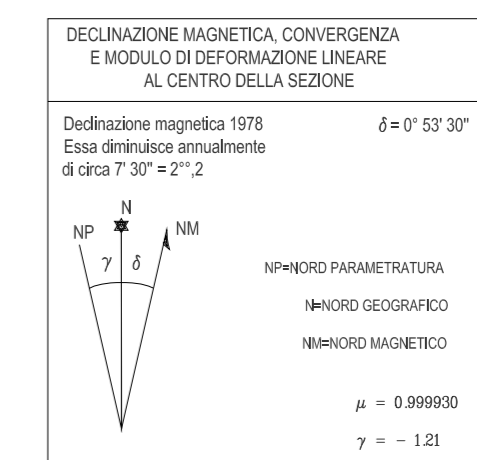 DECLINAZIONE MAGNETICA, CONVERGENZA
E MODULO DI DEFORMAZIONE LINEARE
AL CENTRO DELLA SEZIONE
Declinazione magnetica 1978 δ = 0° 53' 30"
Essa diminuisce annualmente
di circa 7' 30" = 2°°,2
N
NP NM
γ δ
NP=NORD PARAMETRATURA
N=NORD GEOGRAFICO
NM=NORD MAGNETICO
μ = 0.999930
γ = − 1.21